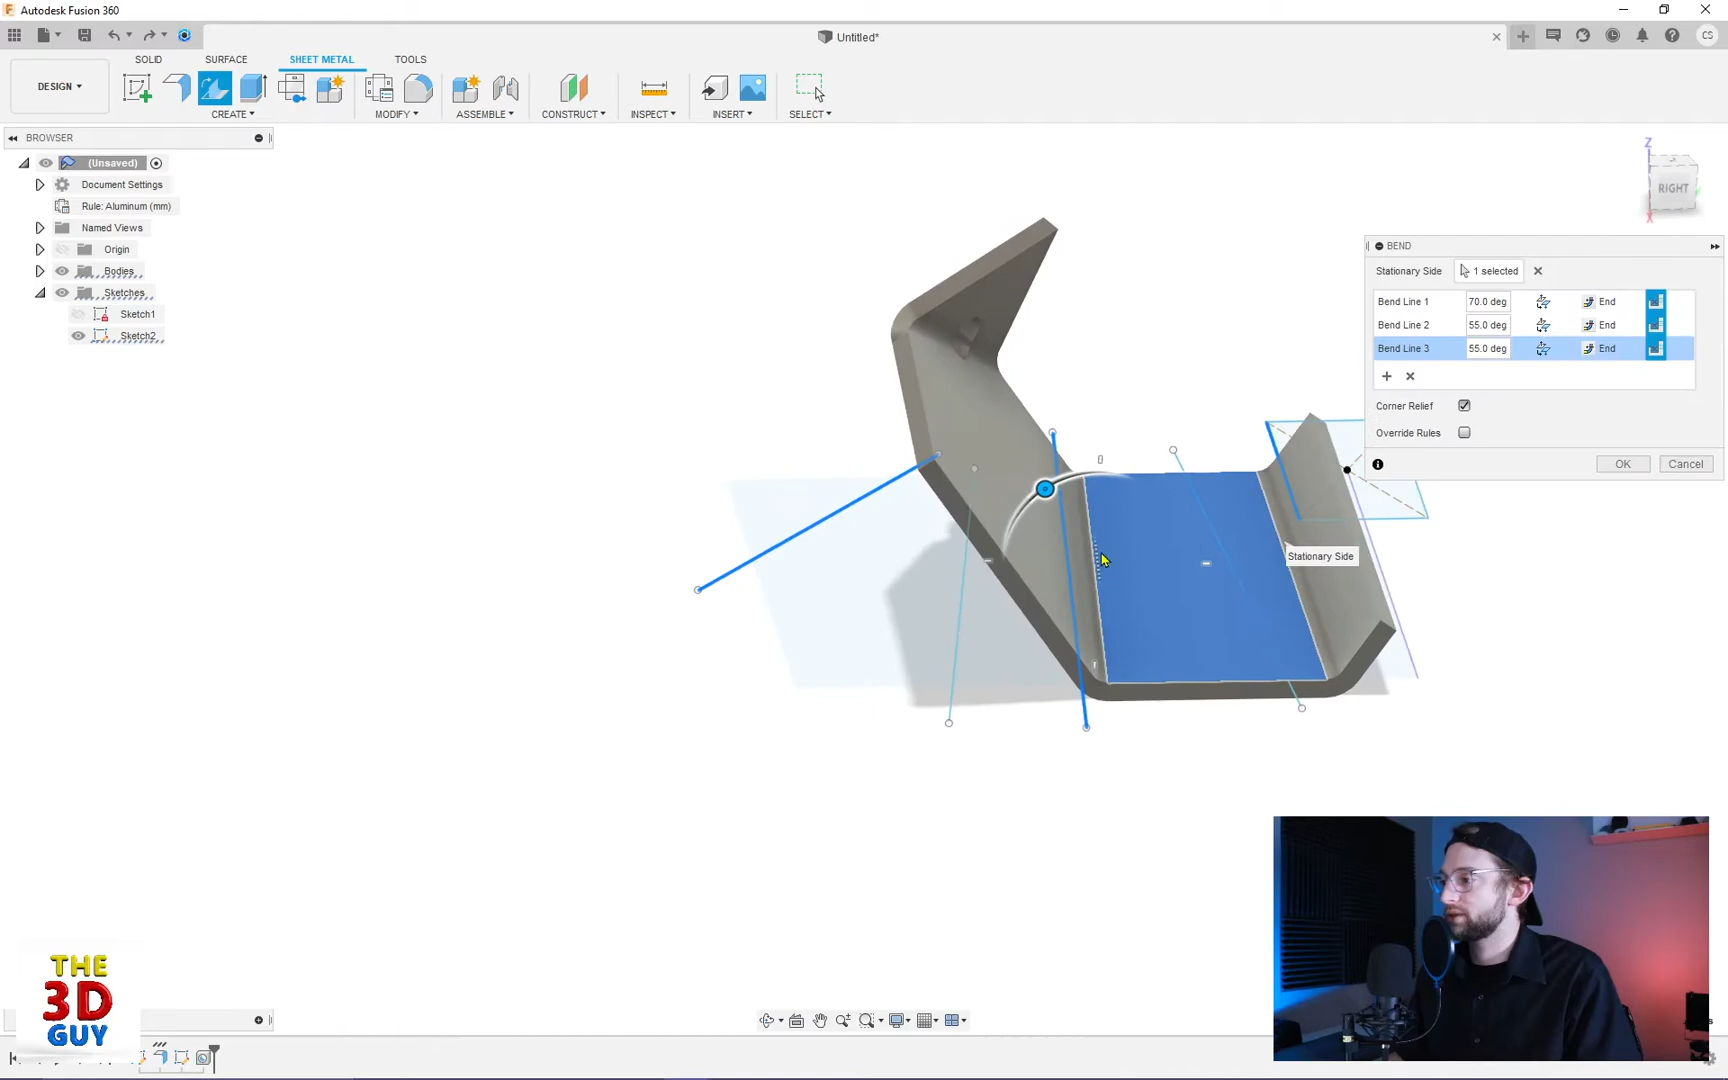 Autodesk Fusion 360
Untitled*
CS
SOLID
SURFACE
SHEET METAL
TOOLS
DESIGN
CREATE
MODIFY
ASSEMBLE
CONSTRUCT
INSPECT
INSERT
SELECT
BROWSER
(Unsaved)
Document Settings
Rule: Aluminum (mm)
Named Views
Origin
Bodies
Sketches
Sketch1
Sketch2
Z
RIGHT
X
BEND
Stationary Side
1 selected
Bend Line 1
70.0 deg
End
Bend Line 2
55.0 deg
End
Bend Line 3
55.0 deg
End
Corner Relief
Override Rules
OK
Cancel
Stationary Side
THE
3D
GUY